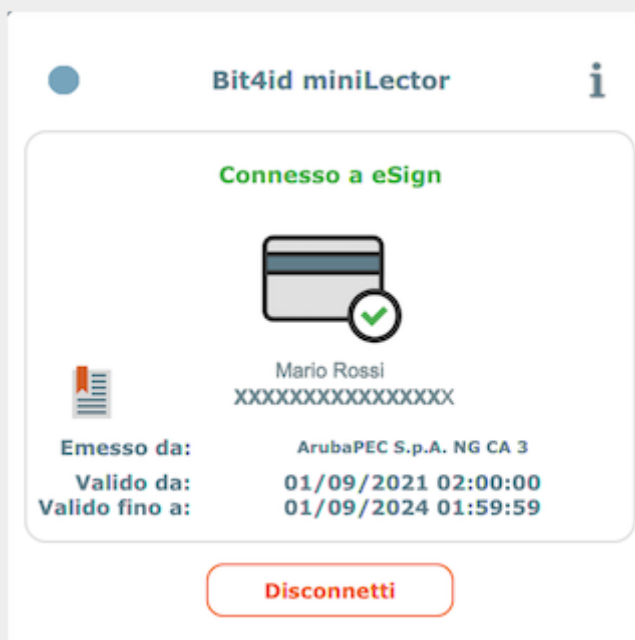 Bit4id miniLector
Connesso a eSign
Mario Rossi
XXXXXXXXXXXXXXXX
Emesso da: ArubaPEC S.p.A. NG CA 3
Valido da: 01/09/2021 02:00:00
Valido fino a: 01/09/2024 01:59:59
Disconnetti